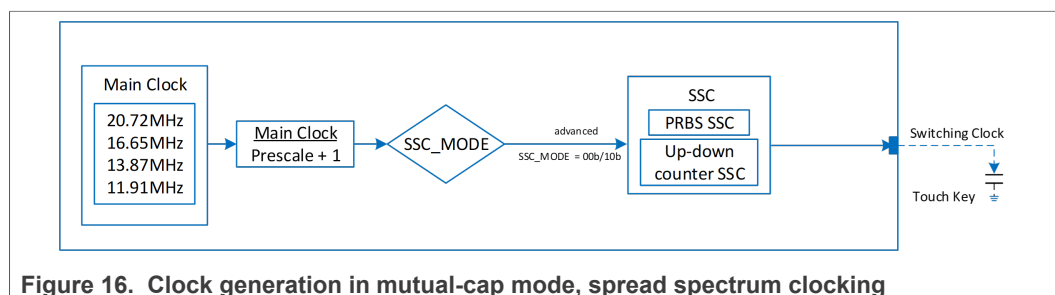 Main Clock
20.72MHz
16.65MHz
13.87MHz
11.91MHz
Main Clock
Prescale + 1
SSC_MODE
advanced
SSC_MODE = 00b/10b
SSC
PRBS SSC
Up-down
counter SSC
Switching Clock
Touch Key
Figure 16. Clock generation in mutual-cap mode, spread spectrum clocking